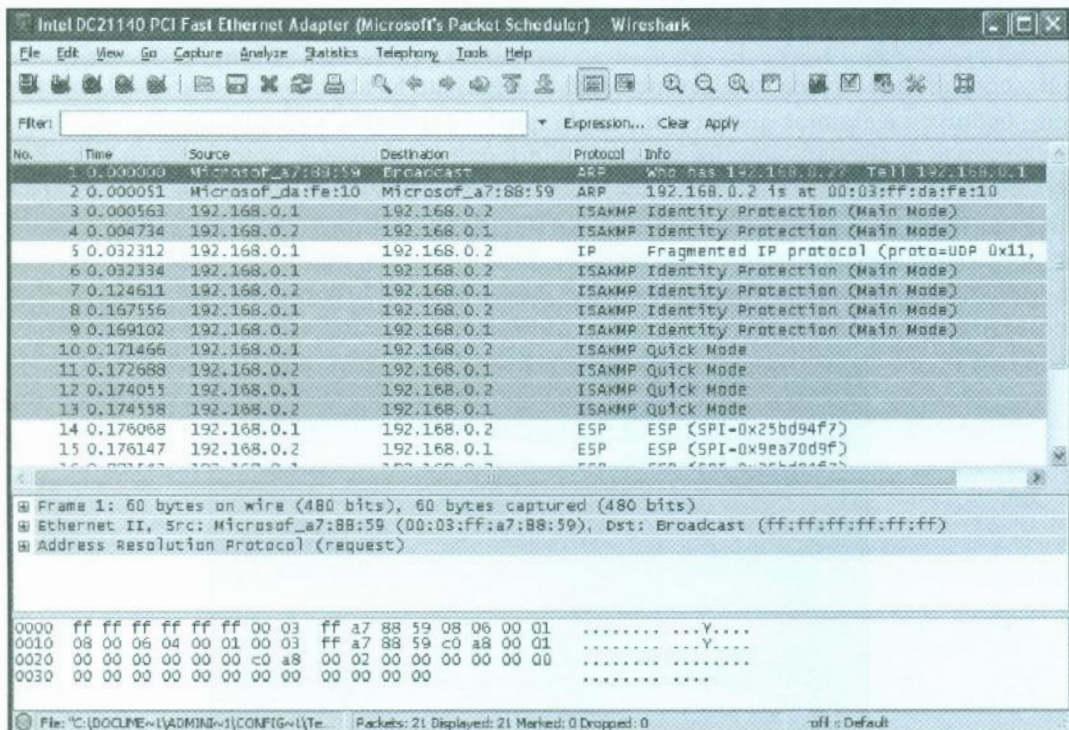 Intel DC21140 PCI Fast Ethernet Adapter (Microsoft's Packet Scheduler) Wireshark
File Edit View Go Capture Analyze Statistics Telephony Tools Help
Filter: Expression... Clear Apply
No. Time Source Destination Protocol Info
1 0.000000 Microsof_a7:88:59 Broadcast ARP Who has 192.168.0.2? Tell 192.168.0.1
2 0.000051 Microsof_da:fe:10 Microsof_a7:88:59 ARP 192.168.0.2 is at 00:03:ff:da:fe:10
3 0.000563 192.168.0.1 192.168.0.2 ISAKMP Identity Protection (Main Mode)
4 0.004734 192.168.0.2 192.168.0.1 ISAKMP Identity Protection (Main Mode)
5 0.032312 192.168.0.1 192.168.0.2 IP Fragmented IP protocol (proto=UDP 0x11,
6 0.032334 192.168.0.1 192.168.0.2 ISAKMP Identity Protection (Main Mode)
7 0.124611 192.168.0.2 192.168.0.1 ISAKMP Identity Protection (Main Mode)
8 0.167556 192.168.0.1 192.168.0.2 ISAKMP Identity Protection (Main Mode)
9 0.169102 192.168.0.2 192.168.0.1 ISAKMP Identity Protection (Main Mode)
10 0.171466 192.168.0.1 192.168.0.2 ISAKMP Quick Mode
11 0.172688 192.168.0.2 192.168.0.1 ISAKMP Quick Mode
12 0.174055 192.168.0.1 192.168.0.2 ISAKMP Quick Mode
13 0.174558 192.168.0.2 192.168.0.1 ISAKMP Quick Mode
14 0.176068 192.168.0.1 192.168.0.2 ESP ESP (SPI=0x25bd94f7)
15 0.176147 192.168.0.2 192.168.0.1 ESP ESP (SPI=0x9ea70d9f)
Frame 1: 60 bytes on wire (480 bits), 60 bytes captured (480 bits)
Ethernet II, Src: Microsof_a7:88:59 (00:03:ff:a7:88:59), Dst: Broadcast (ff:ff:ff:ff:ff:ff)
Address Resolution Protocol (request)
0000 ff ff ff ff ff ff 00 03 ff a7 88 59 08 06 00 01 ........ ...Y....
0010 08 00 06 04 00 01 00 03 ff a7 88 59 c0 a8 00 01 ........ ...Y....
0020 00 00 00 00 00 00 c0 a8 00 02 00 00 00 00 00 00 ........ ........
0030 00 00 00 00 00 00 00 00 00 00 00 00 ........ ....
File: "C:\DOCUME~1\ADMINI~1\CONFIG~1\Te... Packets: 21 Displayed: 21 Marked: 0 Dropped: 0 Default